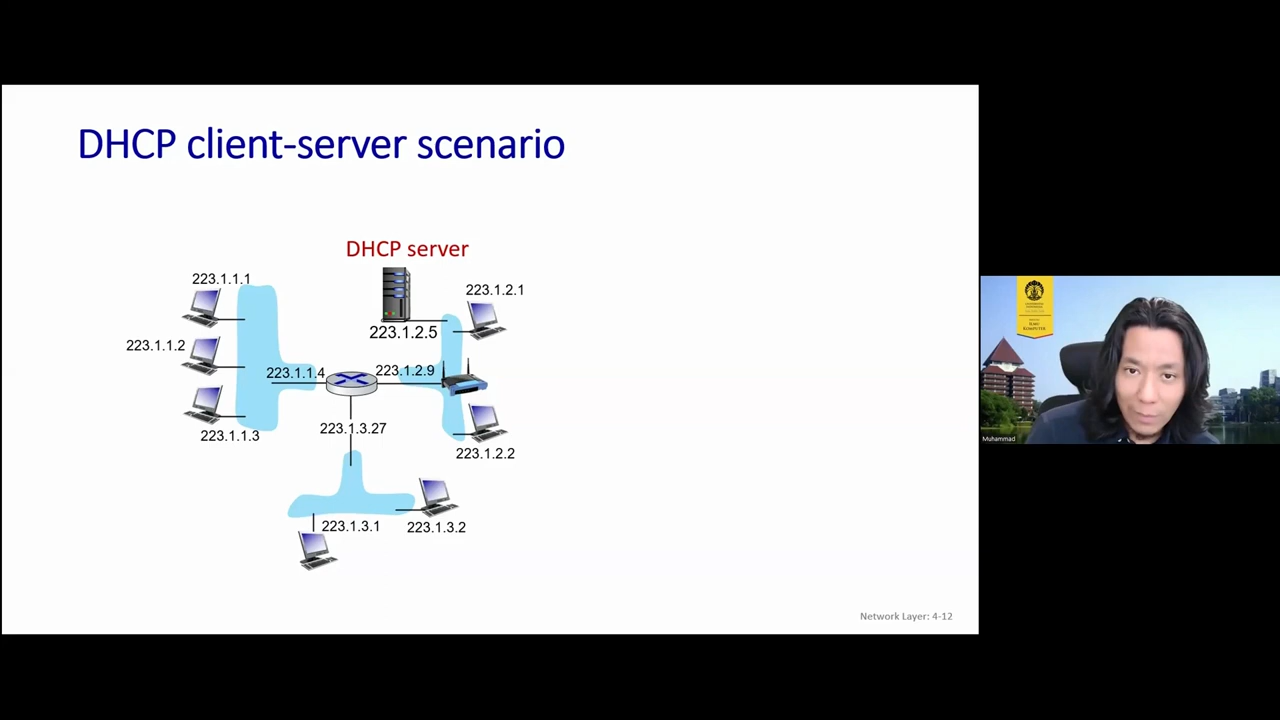 DHCP client-server scenario
DHCP server
223.1.1.1
223.1.2.1
223.1.2.5
223.1.1.2
223.1.1.4
223.1.2.9
223.1.1.3
223.1.3.27
223.1.2.2
223.1.3.1
223.1.3.2
Network Layer: 4-12
ILMU
KOMPUTER
Muhammad